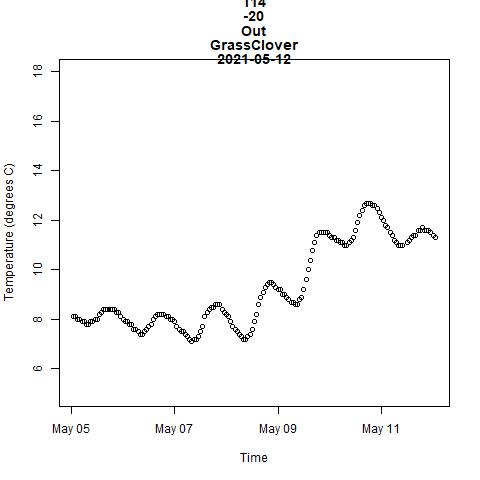 114
-20
Out
GrassClover
2021-05-12
Temperature (degrees C)
18
16
14
12
10
8
6
May 05
May 07
May 09
May 11
Time